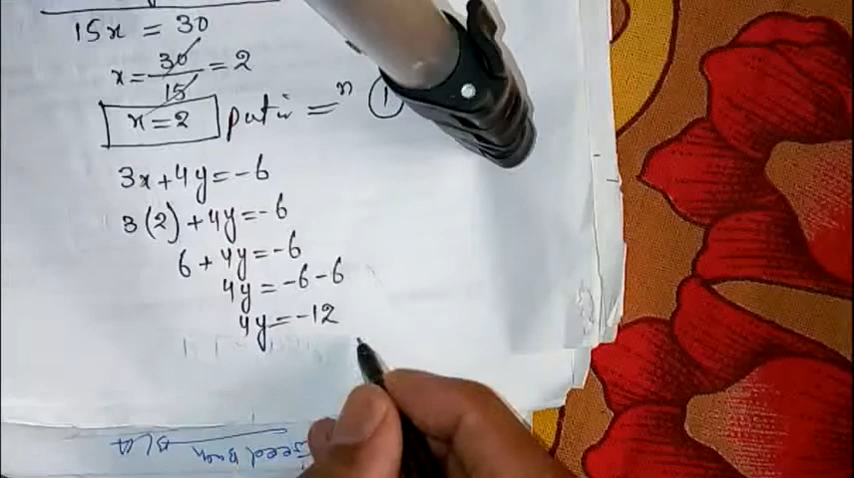 15x = 30
x = 30/15 = 2
x = 2 put in =ⁿ ①
3x + 4y = -6
3(2) + 4y = -6
6 + 4y = -6
4y = -6 - 6
4y = -12